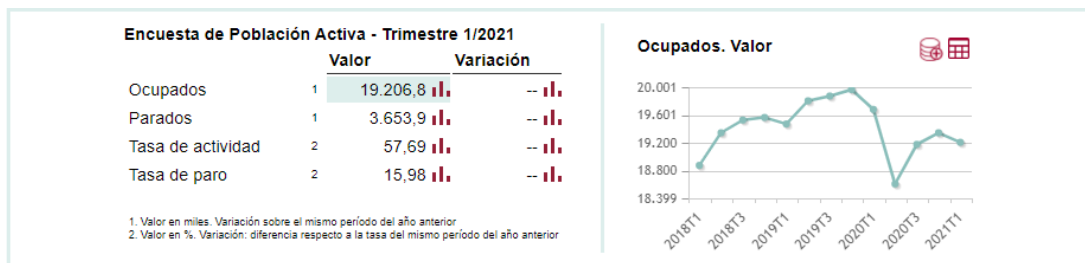 Encuesta de Población Activa - Trimestre 1/2021
Valor Variación
Ocupados 1 19.206,8 --
Parados 1 3.653,9 --
Tasa de actividad 2 57,69 --
Tasa de paro 2 15,98 --
1. Valor en miles. Variación sobre el mismo período del año anterior
2. Valor en %. Variación: diferencia respecto a la tasa del mismo período del año anterior
Ocupados. Valor
20.001
19.601
19.200
18.800
18.399
2018T1 2018T3 2019T1 2019T3 2020T1 2020T3 2021T1